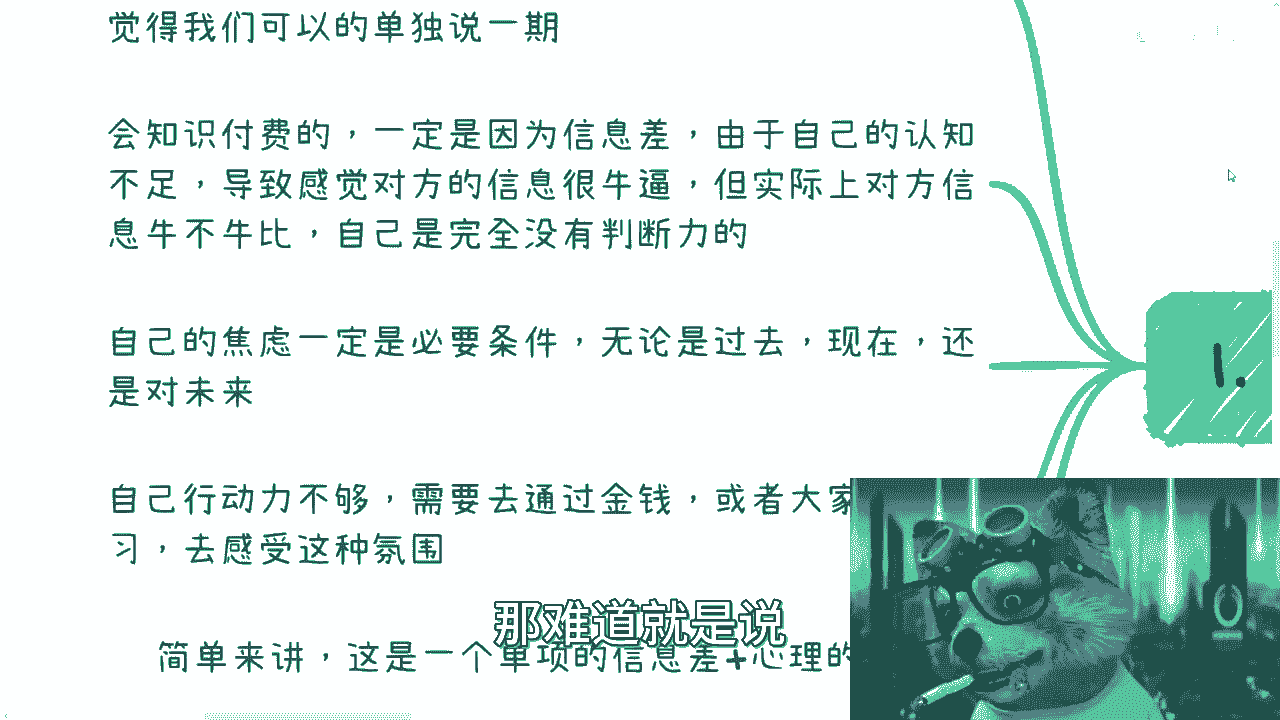 觉得我们可以的单独说一期
会知识付费的，一定是因为信息差，由于自己的认知
不足，导致感觉对方的信息很牛逼，但实际上对方信
息牛不牛比，自己是完全没有判断力的
自己的焦虑一定是必要条件，无论是过去，现在，还
是对未来
自己行动力不够，需要去通过金钱，或者大家
习，去感受这种氛围
那难道就是说
简单来讲，这是一个单项的信息差+心理的
1.